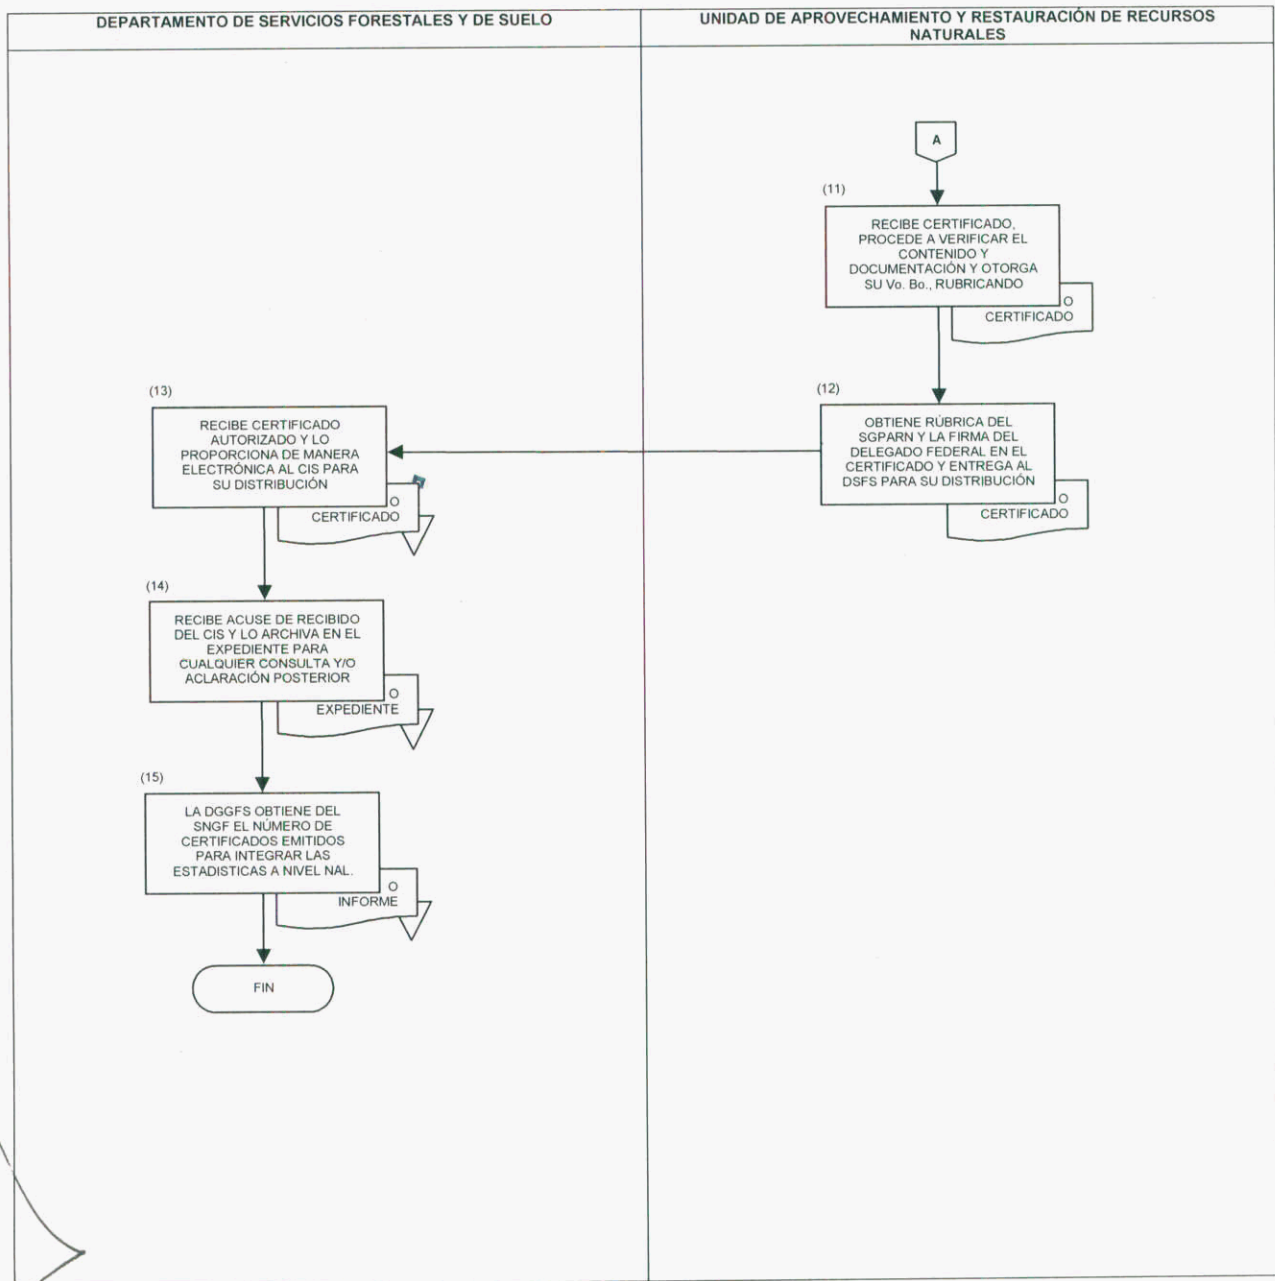 DEPARTAMENTO DE SERVICIOS FORESTALES Y DE SUELO
UNIDAD DE APROVECHAMIENTO Y RESTAURACIÓN DE RECURSOS
NATURALES
A
(11)
RECIBE CERTIFICADO,
PROCEDE A VERIFICAR EL
CONTENIDO Y
DOCUMENTACIÓN Y OTORGA
SU Vo. Bo., RUBRICANDO
O
CERTIFICADO
(12)
OBTIENE RÚBRICA DEL
SGPARN Y LA FIRMA DEL
DELEGADO FEDERAL EN EL
CERTIFICADO Y ENTREGA AL
DSFS PARA SU DISTRIBUCIÓN
O
CERTIFICADO
(13)
RECIBE CERTIFICADO
AUTORIZADO Y LO
PROPORCIONA DE MANERA
ELECTRÓNICA AL CIS PARA
SU DISTRIBUCIÓN
O
CERTIFICADO
(14)
RECIBE ACUSE DE RECIBIDO
DEL CIS Y LO ARCHIVA EN EL
EXPEDIENTE PARA
CUALQUIER CONSULTA Y/O
ACLARACIÓN POSTERIOR
O
EXPEDIENTE
(15)
LA DGGFS OBTIENE DEL
SNGF EL NÚMERO DE
CERTIFICADOS EMITIDOS
PARA INTEGRAR LAS
ESTADISTICAS A NIVEL NAL.
O
INFORME
FIN